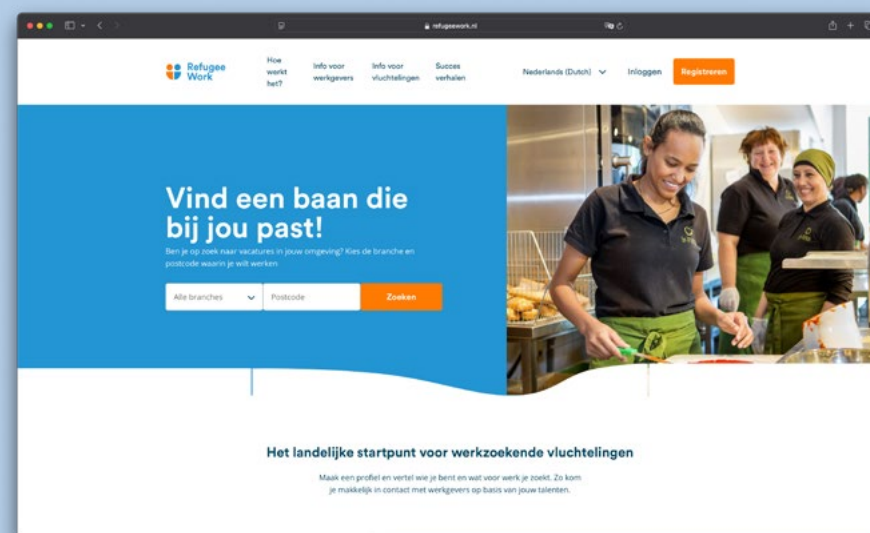 refugeework.nl
Refugee
Work
Hoe
werkt
het?
Info voor
werkgevers
Info voor
vluchtelingen
Succes
verhalen
Nederlands (Dutch)
Inloggen
Registreren
Vind een baan die
bij jou past!
Ben je op zoek naar vacatures in jouw omgeving? Kies de branche en
postcode waarin je wilt werken
Alle branches
Postcode
Zoeken
Het landelijke startpunt voor werkzoekende vluchtelingen
Maak een profiel en vertel wie je bent en wat voor werk je zoekt. Zo kom
je makkelijk in contact met werkgevers op basis van jouw talenten.